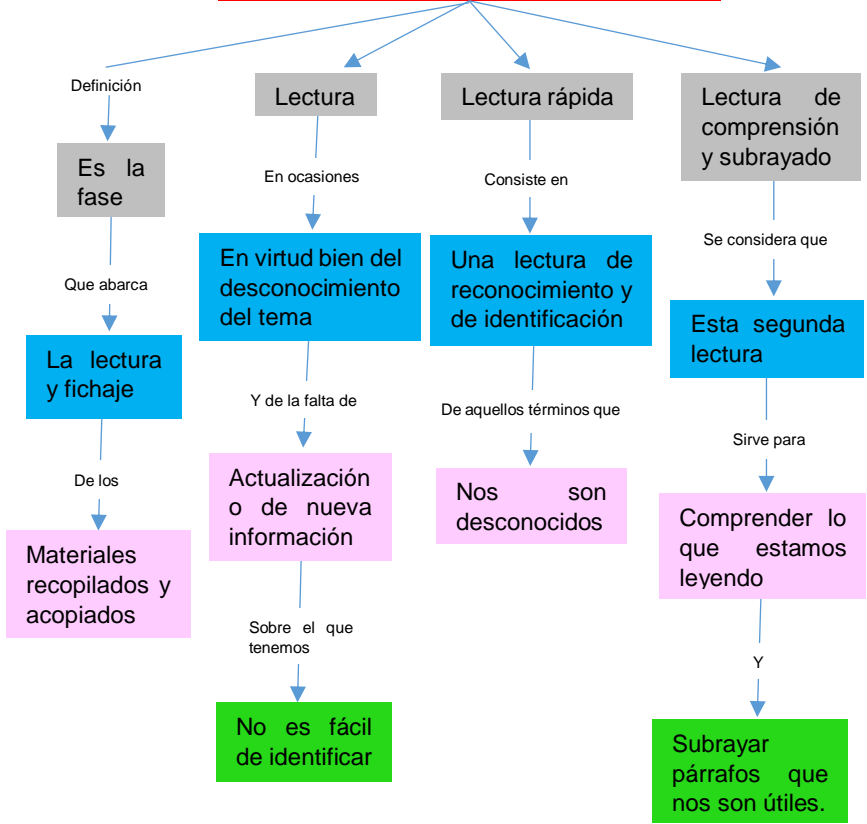 Definición
Es la
fase
Que abarca
La lectura
y fichaje
De los
Materiales
recopilados y
acopiados
Lectura
En ocasiones
En virtud bien del
desconocimiento
del tema
Y de la falta de
Actualización
o de nueva
información
Sobre el que
tenemos
No es fácil
de identificar
Lectura rápida
Consiste en
Una lectura de
reconocimiento y
de identificación
De aquellos términos que
Nos son
desconocidos
Lectura de
comprensión
y subrayado
Se considera que
Esta segunda
lectura
Sirve para
Comprender lo
que estamos
leyendo
Y
Subrayar
párrafos que
nos son útiles.